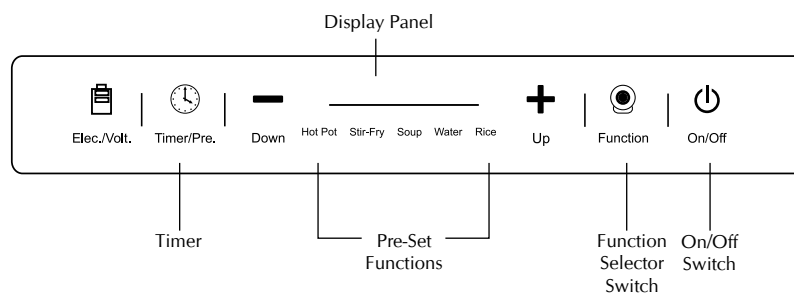 Display Panel
Elec./Volt.
Timer/Pre.
Down
Hot Pot
Stir-Fry
Soup
Water
Rice
Up
Function
On/Off
Timer
Pre-Set
Functions
Function
Selector
Switch
On/Off
Switch